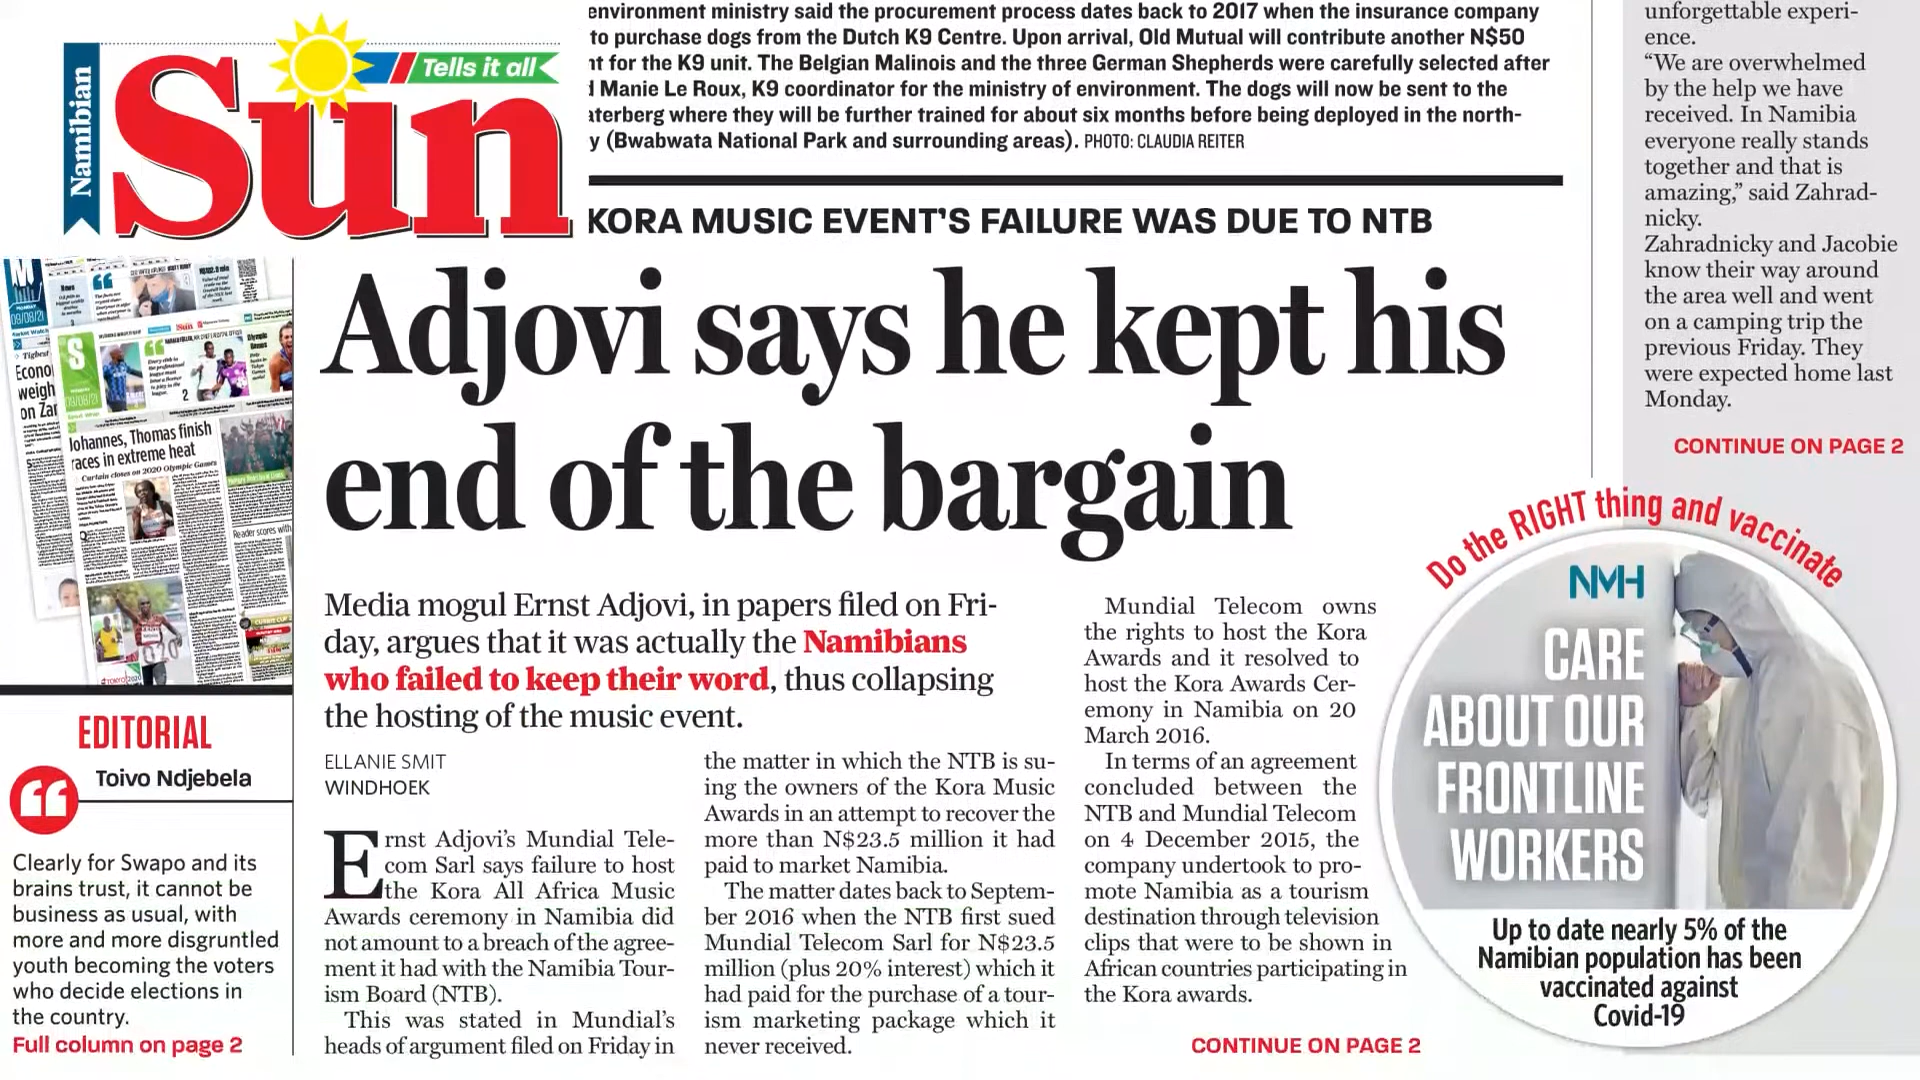 Namibian
Sun
Tells it all
environment ministry said the procurement process dates back to 2017 when the insurance company
to purchase dogs from the Dutch K9 Centre. Upon arrival, Old Mutual will contribute another N$50
for the K9 unit. The Belgian Malinois and the three German Shepherds were carefully selected after
Manie Le Roux, K9 coordinator for the ministry of environment. The dogs will now be sent to the
where they will be further trained for about six months before being deployed in the north-
(Bwabwata National Park and surrounding areas). PHOTO: CLAUDIA REITER
KORA MUSIC EVENT'S FAILURE WAS DUE TO NTB
Adjovi says he kept his
end of the bargain
Media mogul Ernst Adjovi, in papers filed on Fri-
day, argues that it was actually the Namibians
who failed to keep their word, thus collapsing
the hosting of the music event.
ELLANIE SMIT
WINDHOEK
Ernst Adjovi's Mundial Tele-
com Sarl says failure to host
the Kora All Africa Music
Awards ceremony in Namibia did
not amount to a breach of the agree-
ment it had with the Namibia Tour-
ism Board (NTB).
This was stated in Mundial's
heads of argument filed on Friday in
the matter in which the NTB is su-
ing the owners of the Kora Music
Awards in an attempt to recover the
more than N$23.5 million it had
paid to market Namibia.
The matter dates back to Septem-
ber 2016 when the NTB first sued
Mundial Telecom Sarl for N$23.5
million (plus 20% interest) which it
had paid for the purchase of a tour-
ism marketing package which it
never received.
Mundial Telecom owns
the rights to host the Kora
Awards and it resolved to
host the Kora Awards Cer-
emony in Namibia on 20
March 2016.
In terms of an agreement
concluded between the
NTB and Mundial Telecom
on 4 December 2015, the
company undertook to pro-
mote Namibia as a tourism
destination through television
clips that were to be shown in
African countries participating in
the Kora awards.
CONTINUE ON PAGE 2
unforgettable experi-
ence.
“We are overwhelmed
by the help we have
received. In Namibia
everyone really stands
together and that is
amazing,” said Zahrad-
nicky.
Zahradnicky and Jacobie
know their way around
the area well and went
on a camping trip the
previous Friday. They
were expected home last
Monday.
CONTINUE ON PAGE 2
Do the RIGHT thing and vaccinate
NMH
CARE
ABOUT OUR
FRONTLINE
WORKERS
Up to date nearly 5% of the
Namibian population has been
vaccinated against
Covid-19
09/08/21
Econo
weigh
on Zar
S
Sun
2
Johannes, Thomas finish
races in extreme heat
Curtain closes on 2020 Olympic Games
Reader scores with
EDITORIAL
Toivo Ndjebela
Clearly for Swapo and its
brains trust, it cannot be
business as usual, with
more and more disgruntled
youth becoming the voters
who decide elections in
the country.
Full column on page 2